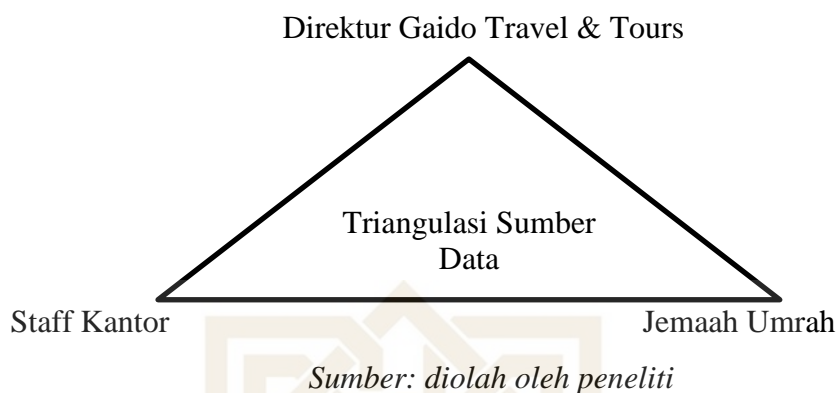 Direktur Gaido Travel & Tours
Triangulasi Sumber
Data
Staff Kantor
Jemaah Umrah
Sumber: diolah oleh peneliti